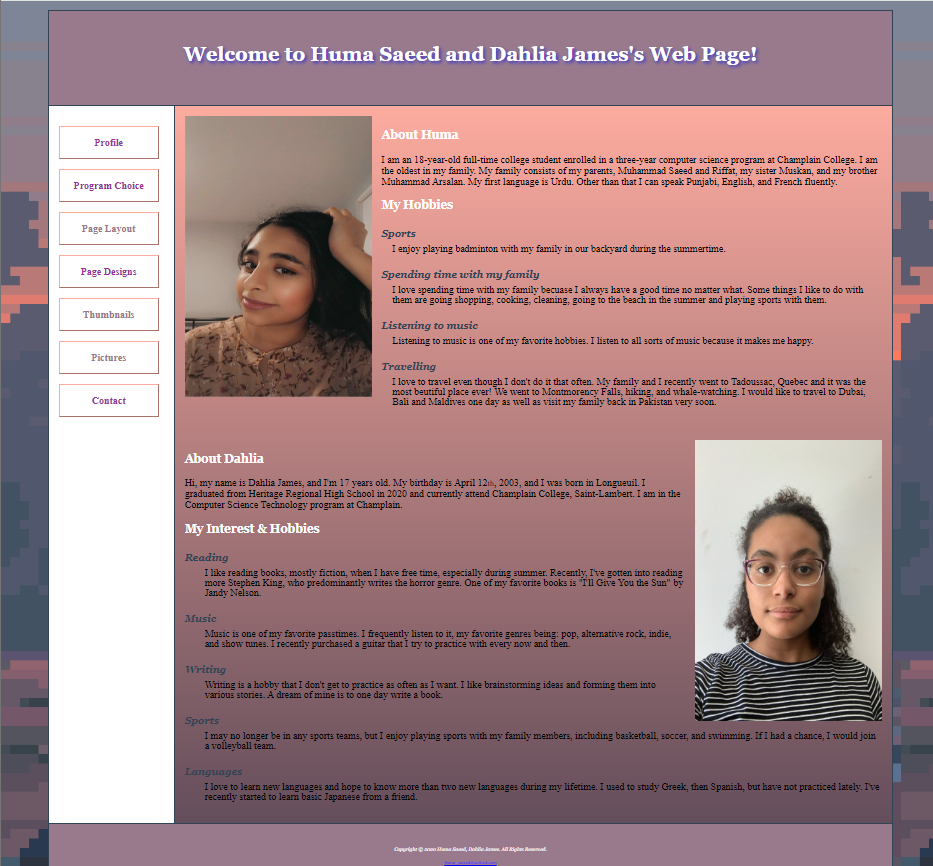 Welcome to Huma Saeed and Dahlia James's Web Page!
Profile
Program Choice
Page Layout
Page Designs
Thumbnails
Pictures
Contact
About Huma
I am an 18-year-old full-time college student enrolled in a three-year computer science program at Champlain College. I am
the oldest in my family. My family consists of my parents, Muhammad Saeed and Riffat, my sister Muskan, and my brother
Muhammad Arsalan. My first language is Urdu. Other than that I can speak Punjabi, English, and French fluently.
My Hobbies
Sports
I enjoy playing badminton with my family in our backyard during the summertime.
Spending time with my family
I love spending time with my family becuase I always have a good time no matter what. Some things I like to do with
them are going shopping, cooking, cleaning, going to the beach in the summer and playing sports with them.
Listening to music
Listening to music is one of my favorite hobbies. I listen to all sorts of music because it makes me happy.
Travelling
I love to travel even though I don't do it that often. My family and I recently went to Tadoussac, Quebec and it was the
most beutiful place ever! We went to Montmorency Falls, hiking, and whale-watching. I would like to travel to Dubai,
Bali and Maldives one day as well as visit my family back in Pakistan very soon.
About Dahlia
Hi, my name is Dahlia James, and I'm 17 years old. My birthday is April 12th, 2003, and I was born in Longueuil. I
graduated from Heritage Regional High School in 2020 and currently attend Champlain College, Saint-Lambert. I am in the
Computer Science Technology program at Champlain.
My Interest & Hobbies
Reading
I like reading books, mostly fiction, when I have free time, especially during summer. Recently, I've gotten into reading
more Stephen King, who predominantly writes the horror genre. One of my favorite books is "I'll Give You the Sun" by
Jandy Nelson.
Music
Music is one of my favorite passtimes. I frequently listen to it, my favorite genres being: pop, alternative rock, indie,
and show tunes. I recently purchased a guitar that I try to practice with every now and then.
Writing
Writing is a hobby that I don't get to practice as often as I want. I like brainstorming ideas and forming them into
various stories. A dream of mine is to one day write a book.
Sports
I may no longer be in any sports teams, but I enjoy playing sports with my family members, including basketball, soccer, and swimming. If I had a chance, I would join
a volleyball team.
Languages
I love to learn new languages and hope to know more than two new languages during my lifetime. I used to study Greek, then Spanish, but have not practiced lately. I've
recently started to learn basic Japanese from a friend.
Copyright © 2020 Huma Saeed, Dahlia James. All Rights Reserved.